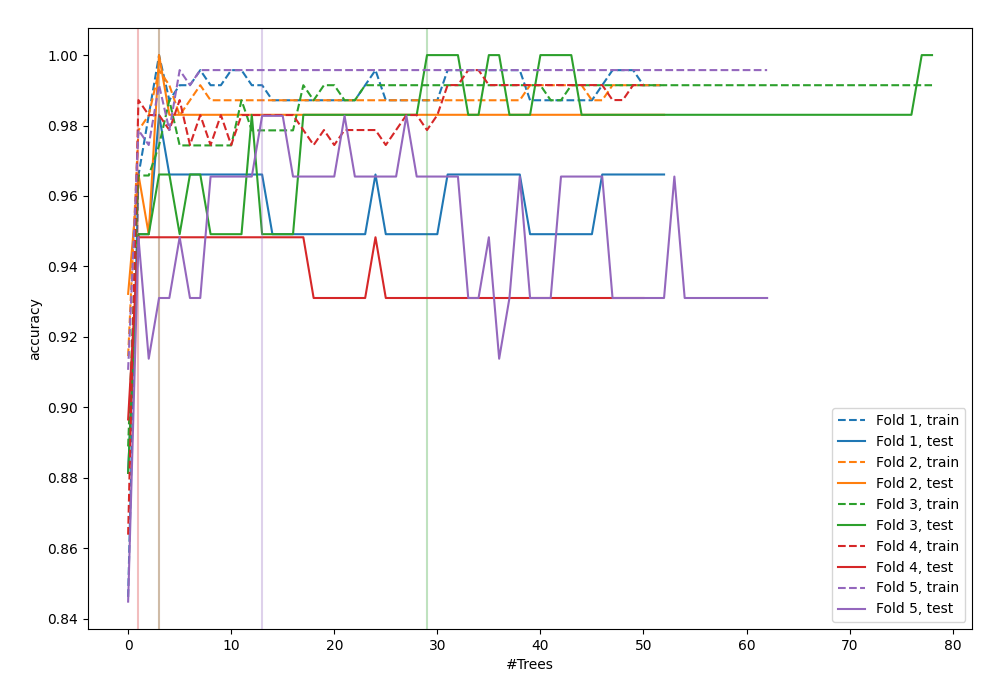 1.00
0.98
0.96
0.94
0.92
0.90
0.88
0.86
0.84
accuracy
0 10 20 30 40 50 60 70 80
#Trees
Fold 1, train
Fold 1, test
Fold 2, train
Fold 2, test
Fold 3, train
Fold 3, test
Fold 4, train
Fold 4, test
Fold 5, train
Fold 5, test